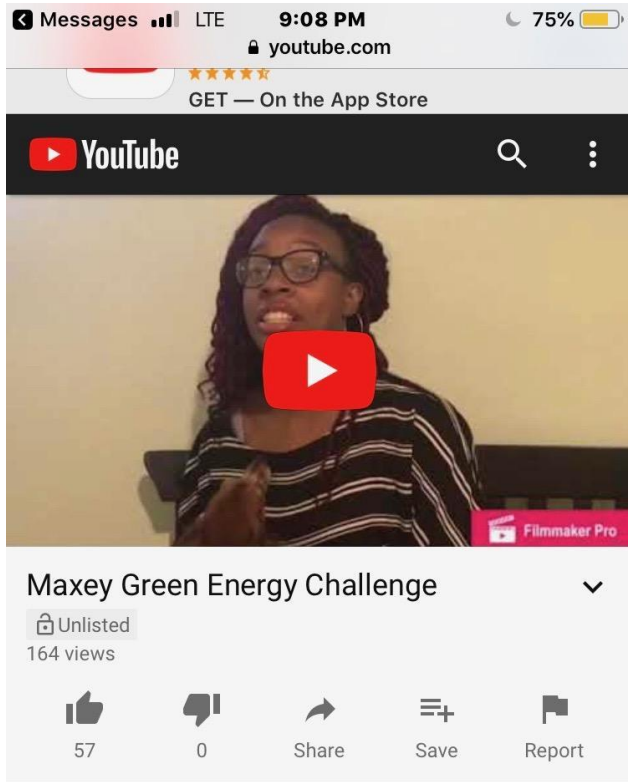 Messages LTE 9:08 PM 75%
youtube.com
GET — On the App Store
YouTube
Filmmaker Pro
Maxey Green Energy Challenge
Unlisted
164 views
57 0 Share Save Report